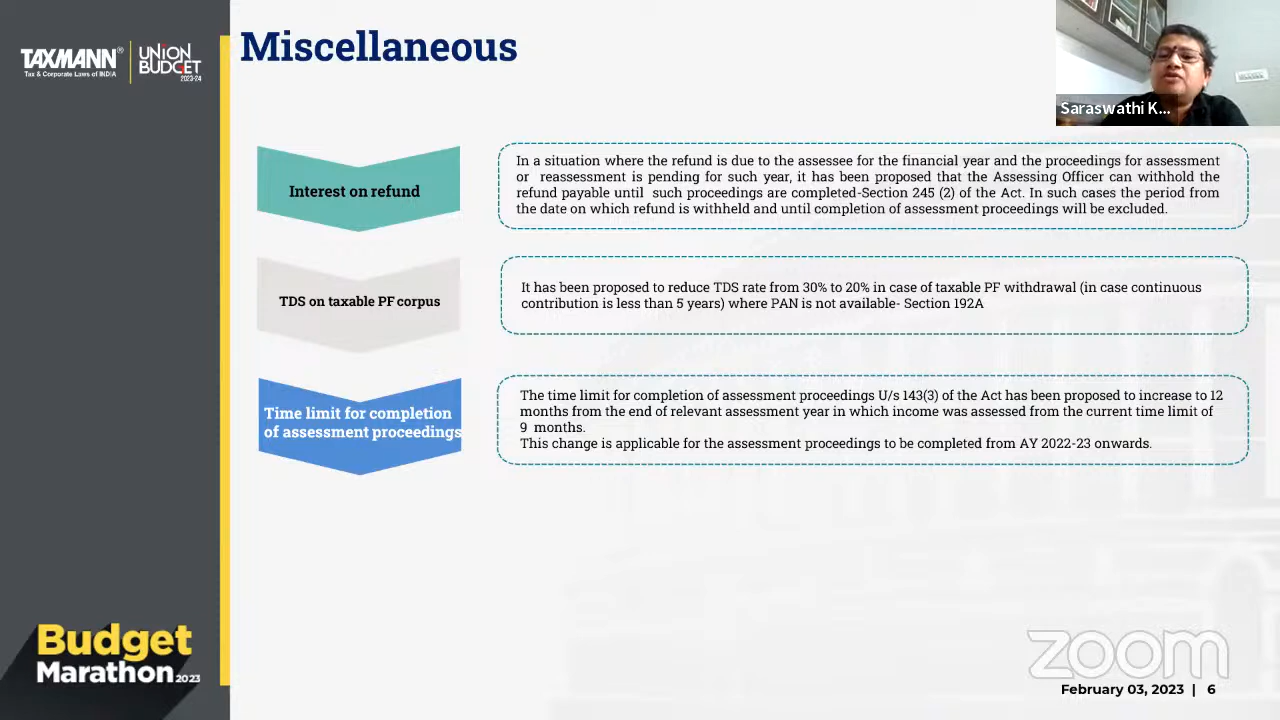 TAXMANN®
Tax & Corporate Laws of INDIA
UNION
BUDGET
2023-24
Miscellaneous
Saraswathi K...
Interest on refund
In a situation where the refund is due to the assessee for the financial year and the proceedings for assessment
or reassessment is pending for such year, it has been proposed that the Assessing Officer can withhold the
refund payable until such proceedings are completed-Section 245 (2) of the Act. In such cases the period from
the date on which refund is withheld and until completion of assessment proceedings will be excluded.
TDS on taxable PF corpus
It has been proposed to reduce TDS rate from 30% to 20% in case of taxable PF withdrawal (in case continuous
contribution is less than 5 years) where PAN is not available- Section 192A
Time limit for completion
of assessment proceedings
The time limit for completion of assessment proceedings U/s 143(3) of the Act has been proposed to increase to 12
months from the end of relevant assessment year in which income was assessed from the current time limit of
9 months.
This change is applicable for the assessment proceedings to be completed from AY 2022-23 onwards.
Budget
Marathon 2023
zoom
February 03, 2023 | 6